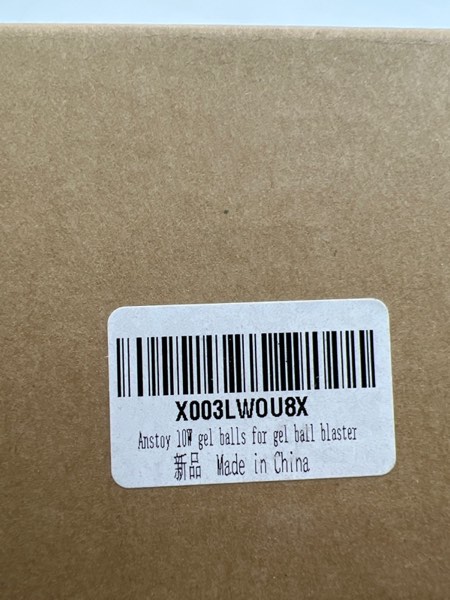 X003LWOU8X
Anstoy 10W gel balls for gel ball blaster
新品 Made in China